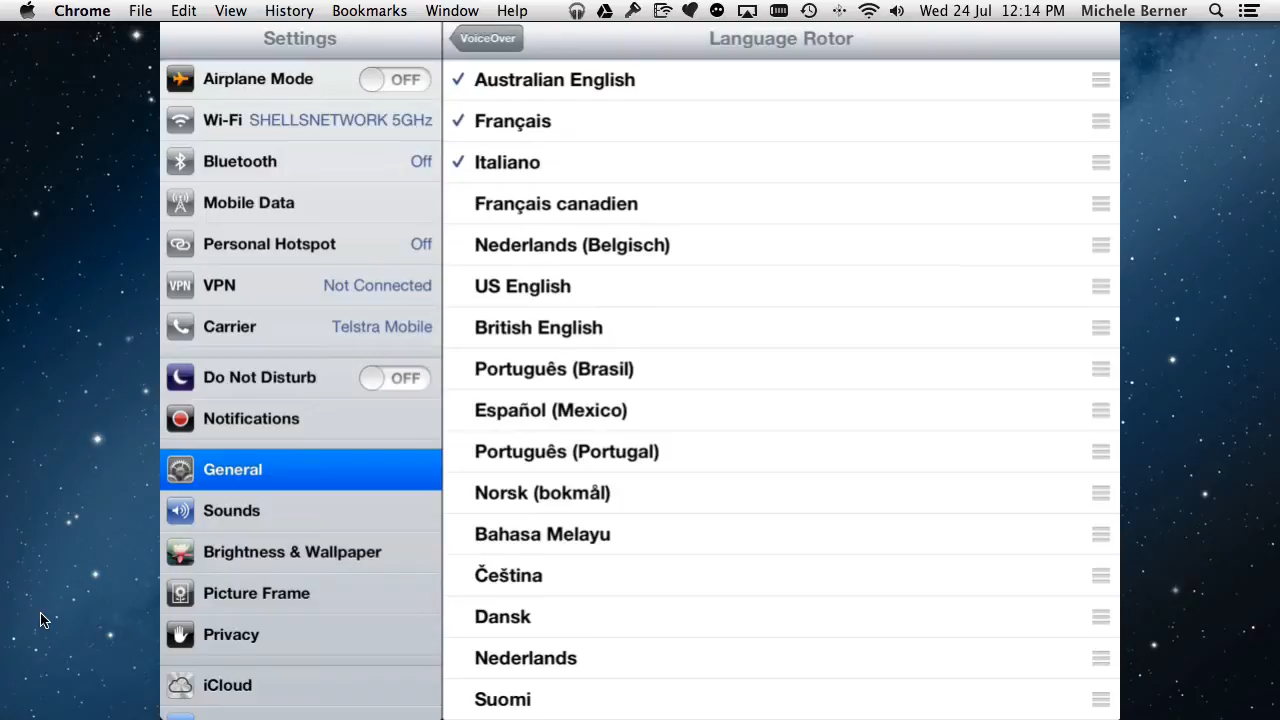 Chrome File Edit View History Bookmarks Window Help Wed 24 Jul 12:14 PM Michele Berner
Settings
Airplane Mode OFF
Wi-Fi SHELLSNETWORK 5GHz
Bluetooth Off
Mobile Data
Personal Hotspot Off
VPN VPN Not Connected
Carrier Telstra Mobile
Do Not Disturb OFF
Notifications
General
Sounds
Brightness & Wallpaper
Picture Frame
Privacy
iCloud
VoiceOver Language Rotor
Australian English
Français
Italiano
Français canadien
Nederlands (Belgisch)
US English
British English
Português (Brasil)
Español (Mexico)
Português (Portugal)
Norsk (bokmål)
Bahasa Melayu
Čeština
Dansk
Nederlands
Suomi